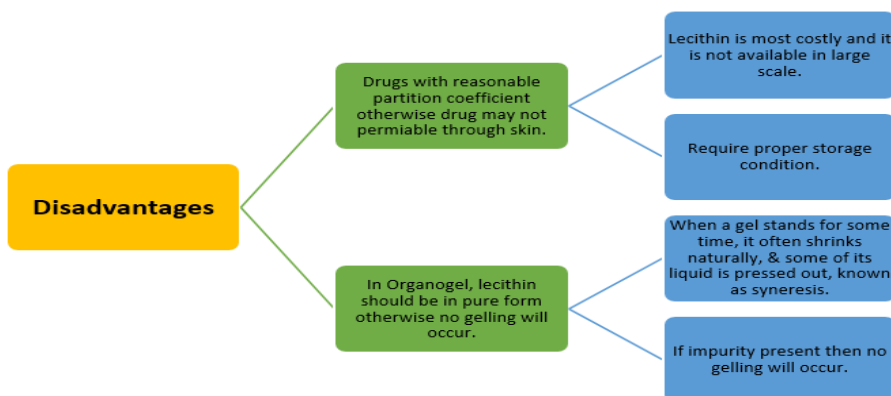 Disadvantages
Drugs with reasonable
partition coefficient
otherwise drug may not
permiable through skin.
Lecithin is most costly and it
is not available in large
scale.
Require proper storage
condition.
In Organogel, lecithin
should be in pure form
otherwise no gelling will
occur.
When a gel stands for some
time, it often shrinks
naturally, & some of its
liquid is pressed out, known
as syneresis.
If impurity present then no
gelling will occur.